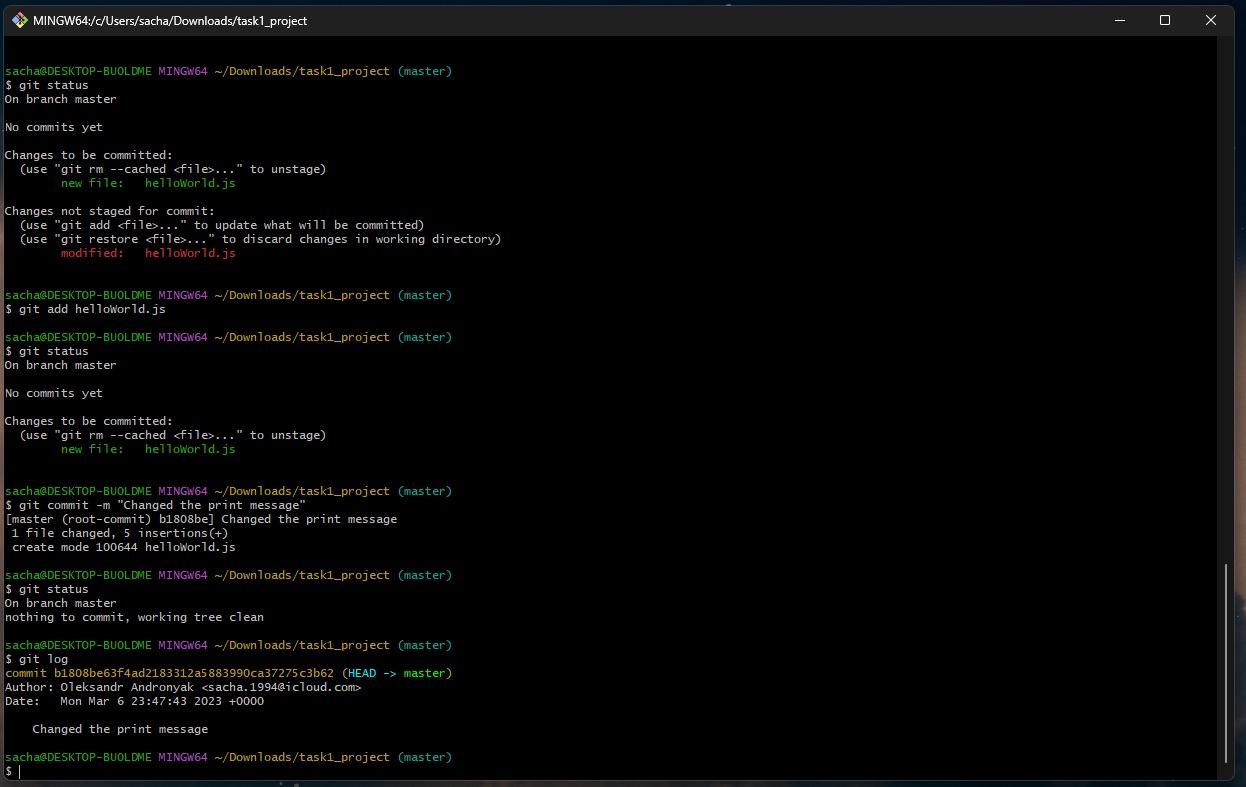 MINGW64:/c/Users/sacha/Downloads/task1_project
sacha@DESKTOP-BUOLDME MINGW64 ~/Downloads/task1_project (master)
$ git status
On branch master
No commits yet
Changes to be committed:
  (use "git rm --cached <file>..." to unstage)
        new file:   helloWorld.js
Changes not staged for commit:
  (use "git add <file>..." to update what will be committed)
  (use "git restore <file>..." to discard changes in working directory)
        modified:   helloWorld.js
sacha@DESKTOP-BUOLDME MINGW64 ~/Downloads/task1_project (master)
$ git add helloWorld.js
sacha@DESKTOP-BUOLDME MINGW64 ~/Downloads/task1_project (master)
$ git status
On branch master
No commits yet
Changes to be committed:
  (use "git rm --cached <file>..." to unstage)
        new file:   helloWorld.js
sacha@DESKTOP-BUOLDME MINGW64 ~/Downloads/task1_project (master)
$ git commit -m "Changed the print message"
[master (root-commit) b1808be] Changed the print message
 1 file changed, 5 insertions(+)
 create mode 100644 helloWorld.js
sacha@DESKTOP-BUOLDME MINGW64 ~/Downloads/task1_project (master)
$ git status
On branch master
nothing to commit, working tree clean
sacha@DESKTOP-BUOLDME MINGW64 ~/Downloads/task1_project (master)
$ git log
commit b1808be63f4ad2183312a5883990ca37275c3b62 (HEAD -> master)
Author: Oleksandr Andronyak <sacha.1994@icloud.com>
Date:   Mon Mar 6 23:47:43 2023 +0000
    Changed the print message
sacha@DESKTOP-BUOLDME MINGW64 ~/Downloads/task1_project (master)
$